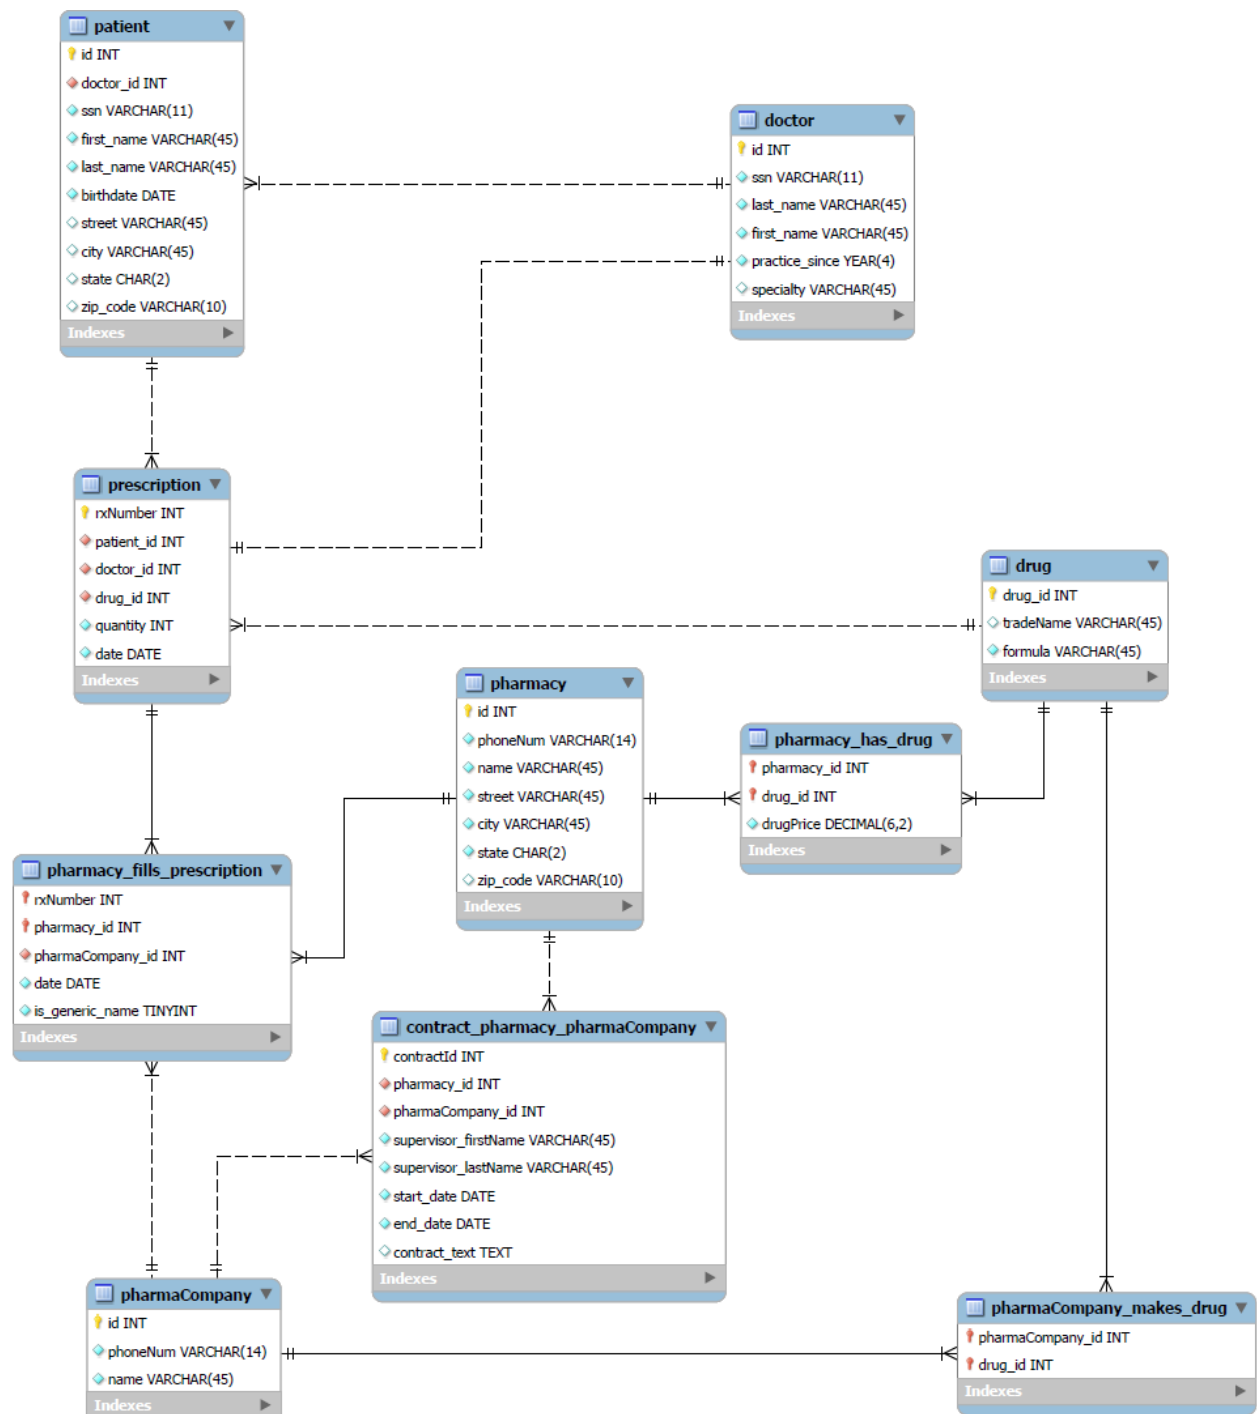 patient
id INT
doctor_id INT
ssn VARCHAR(11)
first_name VARCHAR(45)
last_name VARCHAR(45)
birthdate DATE
street VARCHAR(45)
city VARCHAR(45)
state CHAR(2)
zip_code VARCHAR(10)
Indexes
doctor
id INT
ssn VARCHAR(11)
last_name VARCHAR(45)
first_name VARCHAR(45)
practice_since YEAR(4)
specialty VARCHAR(45)
Indexes
prescription
rxNumber INT
patient_id INT
doctor_id INT
drug_id INT
quantity INT
date DATE
Indexes
drug
drug_id INT
tradeName VARCHAR(45)
formula VARCHAR(45)
Indexes
pharmacy
id INT
phoneNum VARCHAR(14)
name VARCHAR(45)
street VARCHAR(45)
city VARCHAR(45)
state CHAR(2)
zip_code VARCHAR(10)
Indexes
pharmacy_has_drug
pharmacy_id INT
drug_id INT
drugPrice DECIMAL(6,2)
Indexes
pharmacy_fills_prescription
rxNumber INT
pharmacy_id INT
pharmaCompany_id INT
date DATE
is_generic_name TINYINT
Indexes
contract_pharmacy_pharmaCompany
contractId INT
pharmacy_id INT
pharmaCompany_id INT
supervisor_firstName VARCHAR(45)
supervisor_lastName VARCHAR(45)
start_date DATE
end_date DATE
contract_text TEXT
Indexes
pharmaCompany
id INT
phoneNum VARCHAR(14)
name VARCHAR(45)
Indexes
pharmaCompany_makes_drug
pharmaCompany_id INT
drug_id INT
Indexes